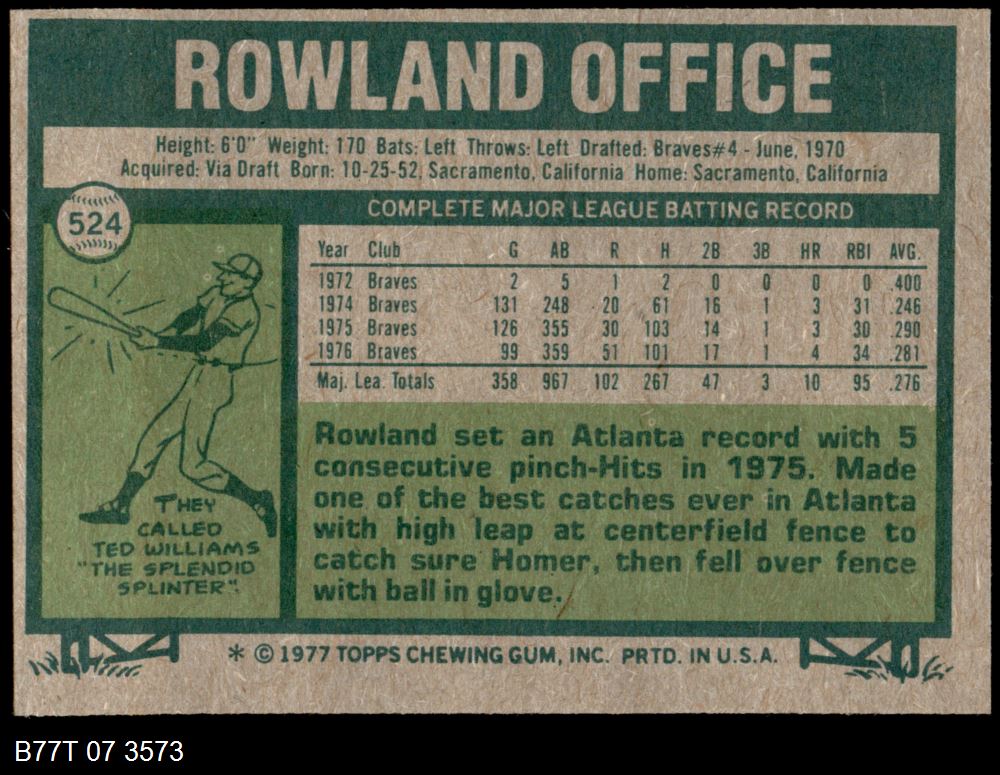 ROWLAND OFFICE
Height: 6'0" Weight: 170 Bats: Left Throws: Left Drafted: Braves#4 - June, 1970
Acquired: Via Draft Born: 10-25-52, Sacramento, California Home: Sacramento, California
524
COMPLETE MAJOR LEAGUE BATTING RECORD
Year Club G AB R H 2B 3B HR RBI AVG.
1972 Braves 2 5 1 2 0 0 0 0 .400
1974 Braves 131 248 20 61 16 1 3 31 .246
1975 Braves 126 355 30 103 14 1 3 30 .290
1976 Braves 99 359 51 101 17 1 4 34 .281
Maj. Lea. Totals 358 967 102 267 47 3 10 95 .276
Rowland set an Atlanta record with 5
consecutive pinch-Hits in 1975. Made
one of the best catches ever in Atlanta
with high leap at centerfield fence to
catch sure Homer, then fell over fence
with ball in glove.
THEY
CALLED
TED WILLIAMS
"THE SPLENDID
SPLINTER".
* © 1977 TOPPS CHEWING GUM, INC. PRTD. IN U.S.A.
B77T 07 3573